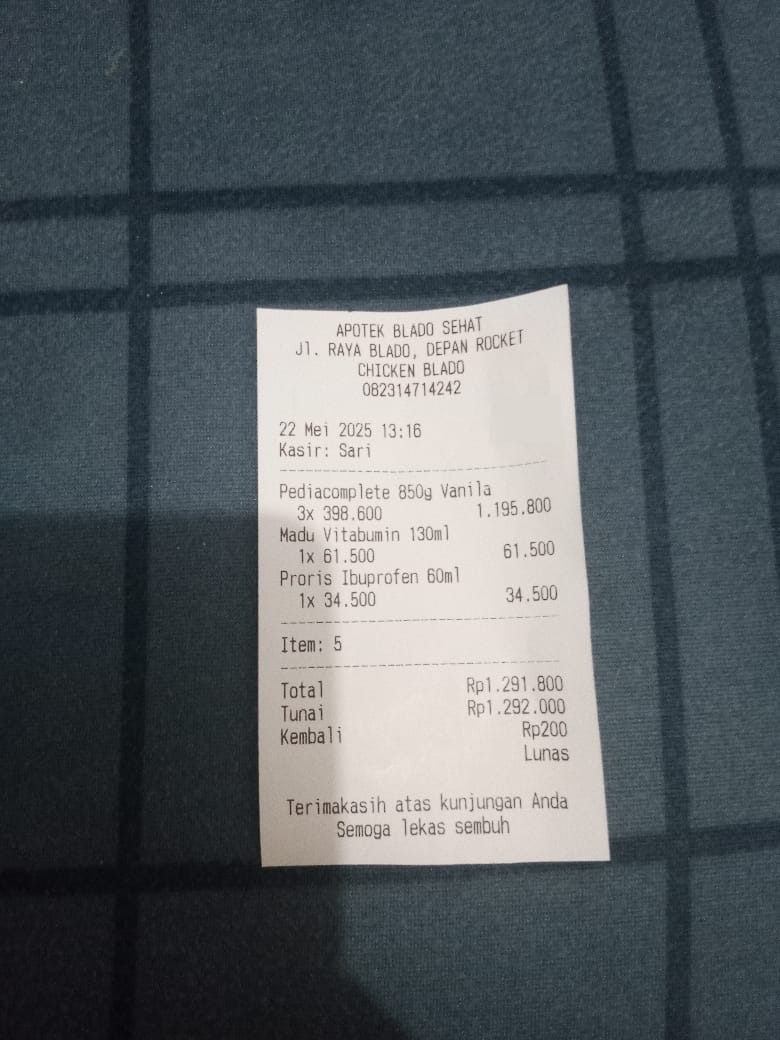 APOTEK BLADO SEHAT
Jl. RAYA BLADO, DEPAN ROCKET
CHICKEN BLADO
082314714242
22 Mei 2025 13:16
Kasir: Sari
Pediacomplete 850g Vanila
3x 398.600 1.195.800
Madu Vitabumin 130ml
1x 61.500 61.500
Proris Ibuprofen 60ml
1x 34.500 34.500
Item: 5
Total Rp1.291.800
Tunai Rp1.292.000
Kembali Rp200
Lunas
Terimakasih atas kunjungan Anda
Semoga lekas sembuh